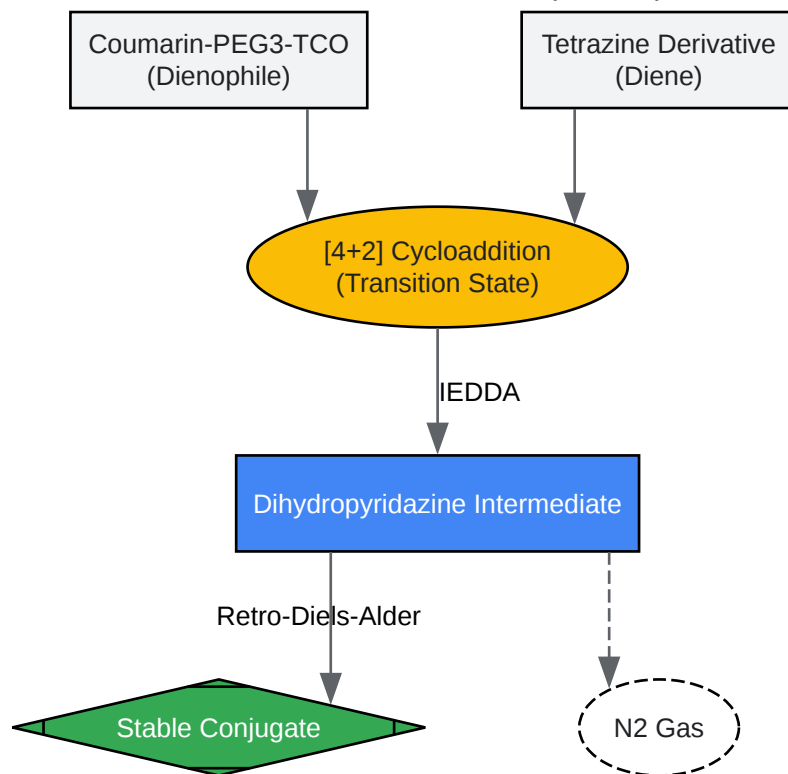 Coumarin-PEG3-TCO
(Dienophile)
Tetrazine Derivative
(Diene)
[4+2] Cycloaddition
(Transition State)
IEDDA
Dihydropyridazine Intermediate
Retro-Diels-Alder
Stable Conjugate
N2 Gas